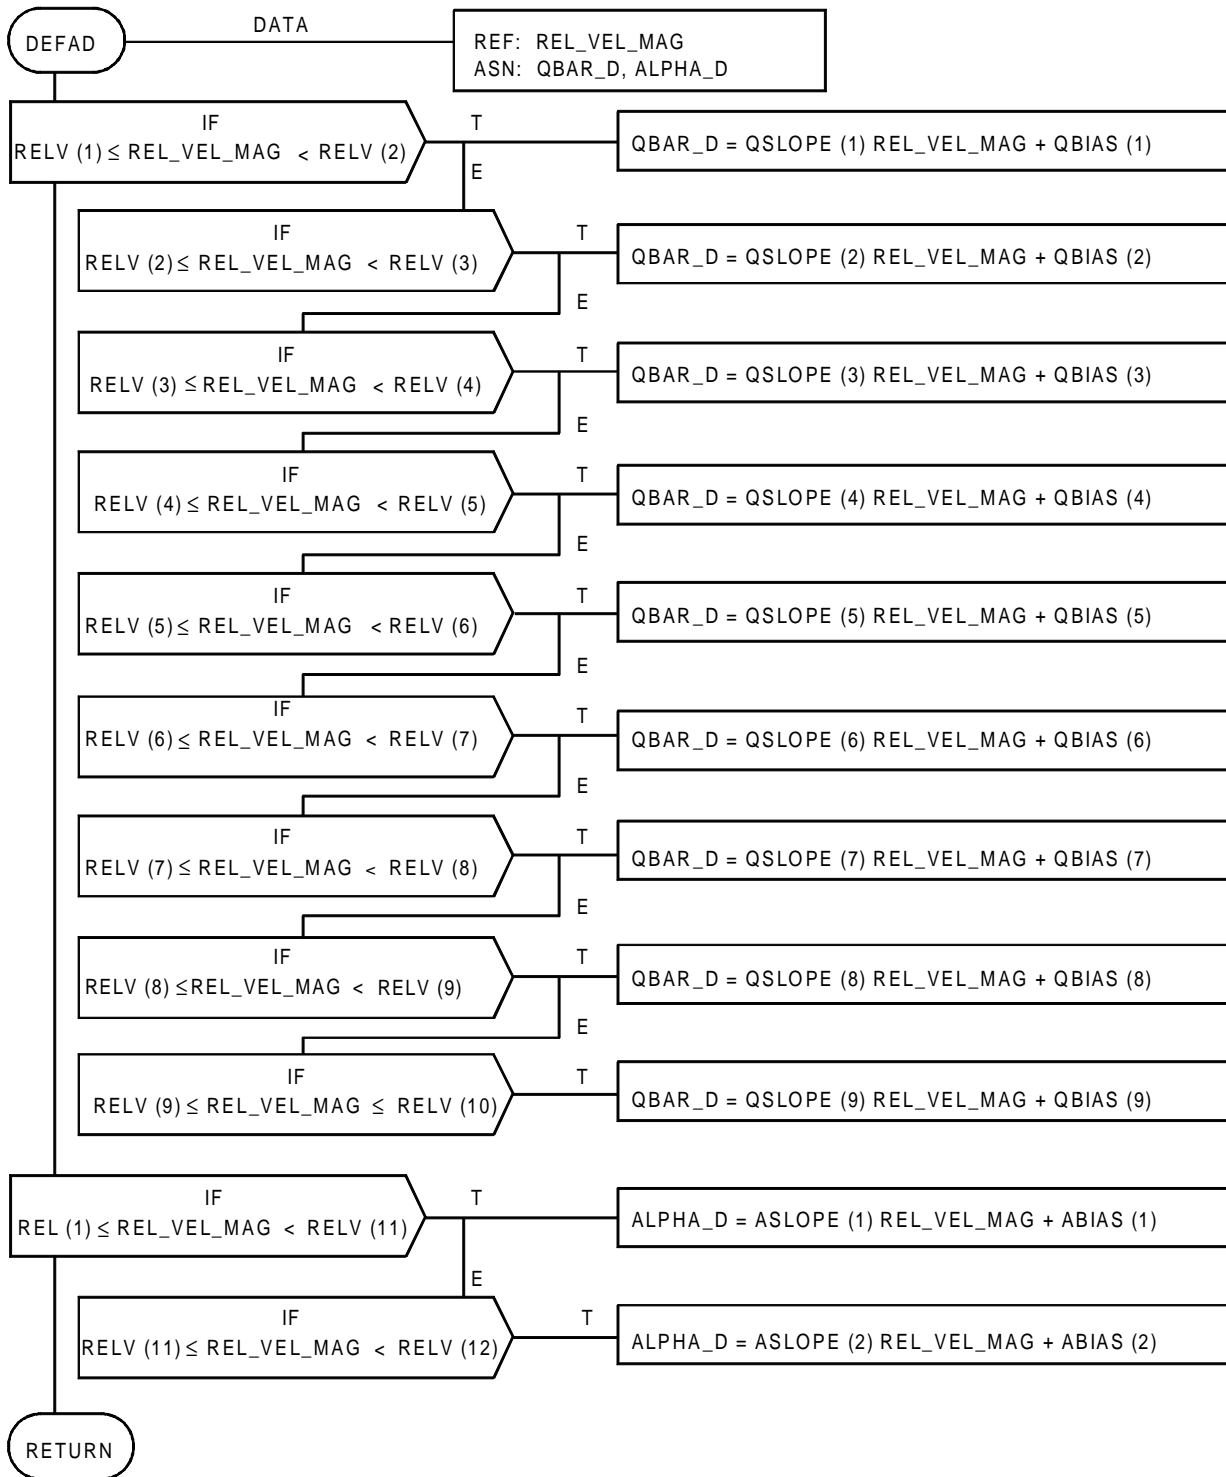 DEFAD
DATA
REF: REL_VEL_MAG
ASN: QBAR_D, ALPHA_D
IF
RELV (1) ≤ REL_VEL_MAG < RELV (2)
T
E
QBAR_D = QSLOPE (1) REL_VEL_MAG + QBIAS (1)
IF
RELV (2) ≤ REL_VEL_MAG < RELV (3)
T
E
QBAR_D = QSLOPE (2) REL_VEL_MAG + QBIAS (2)
IF
RELV (3) ≤ REL_VEL_MAG < RELV (4)
T
E
QBAR_D = QSLOPE (3) REL_VEL_MAG + QBIAS (3)
IF
RELV (4) ≤ REL_VEL_MAG < RELV (5)
T
E
QBAR_D = QSLOPE (4) REL_VEL_MAG + QBIAS (4)
IF
RELV (5) ≤ REL_VEL_MAG < RELV (6)
T
E
QBAR_D = QSLOPE (5) REL_VEL_MAG + QBIAS (5)
IF
RELV (6) ≤ REL_VEL_MAG < RELV (7)
T
E
QBAR_D = QSLOPE (6) REL_VEL_MAG + QBIAS (6)
IF
RELV (7) ≤ REL_VEL_MAG < RELV (8)
T
E
QBAR_D = QSLOPE (7) REL_VEL_MAG + QBIAS (7)
IF
RELV (8) ≤ REL_VEL_MAG < RELV (9)
T
E
QBAR_D = QSLOPE (8) REL_VEL_MAG + QBIAS (8)
IF
RELV (9) ≤ REL_VEL_MAG ≤ RELV (10)
T
QBAR_D = QSLOPE (9) REL_VEL_MAG + QBIAS (9)
IF
REL (1) ≤ REL_VEL_MAG < RELV (11)
T
E
ALPHA_D = ASLOPE (1) REL_VEL_MAG + ABIAS (1)
IF
RELV (11) ≤ REL_VEL_MAG < RELV (12)
T
ALPHA_D = ASLOPE (2) REL_VEL_MAG + ABIAS (2)
RETURN